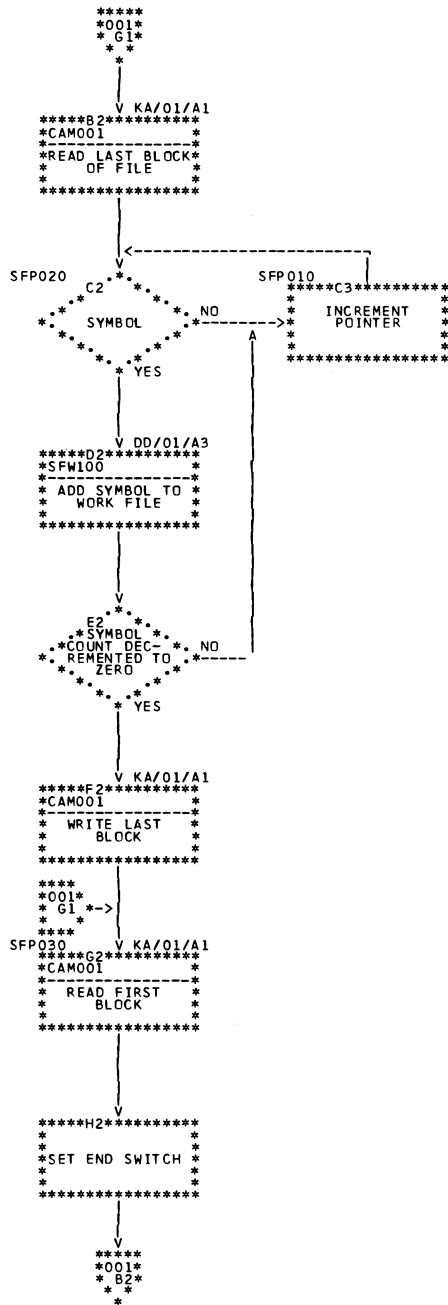 001
G1
V KA/01/A1
*****B2**********
*CAM001 *
READ LAST BLOCK
OF FILE
SFP020
SFP010
C2
*****C3**********
SYMBOL
NO
INCREMENT
POINTER
A
YES
V DD/01/A3
*****D2**********
*SFW100 *
ADD SYMBOL TO
WORK FILE
V
E2
SYMBOL
COUNT DEC-
REMENTED TO
ZERO
NO
YES
V KA/01/A1
*****F2**********
*CAM001 *
WRITE LAST
BLOCK
001
G1 *->
SFP030
V KA/01/A1
*****G2**********
*CAM001 *
READ FIRST
BLOCK
V
*****H2**********
*SET END SWITCH *
V
001
B2